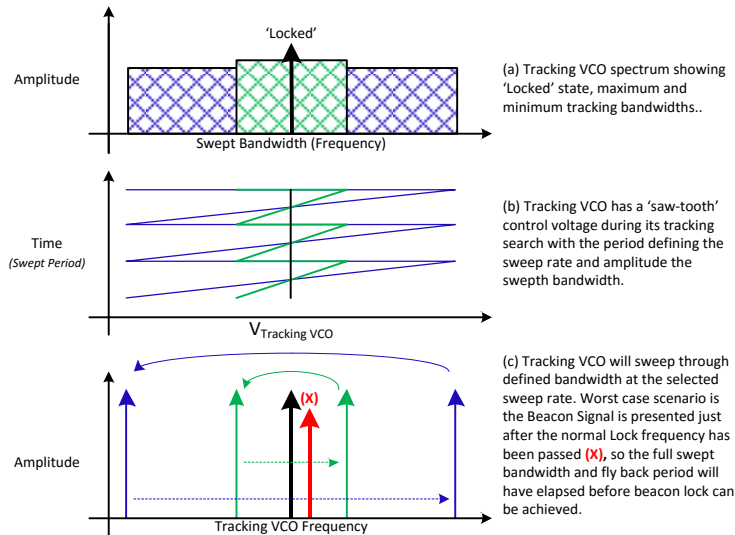 ‘Locked’
Amplitude
Swept Bandwidth (Frequency)
(a) Tracking VCO spectrum showing
‘Locked’ state, maximum and
minimum tracking bandwidths..
Time
(Swept Period)
V Tracking VCO
(b) Tracking VCO has a ‘saw-tooth’
control voltage during its tracking
search with the period defining the
sweep rate and amplitude the
swepth bandwidth.
(X)
Amplitude
Tracking VCO Frequency
(c) Tracking VCO will sweep through
defined bandwidth at the selected
sweep rate. Worst case scenario is
the Beacon Signal is presented just
after the normal Lock frequency has
been passed (X), so the full swept
bandwidth and fly back period will
have elapsed before beacon lock can
be achieved.